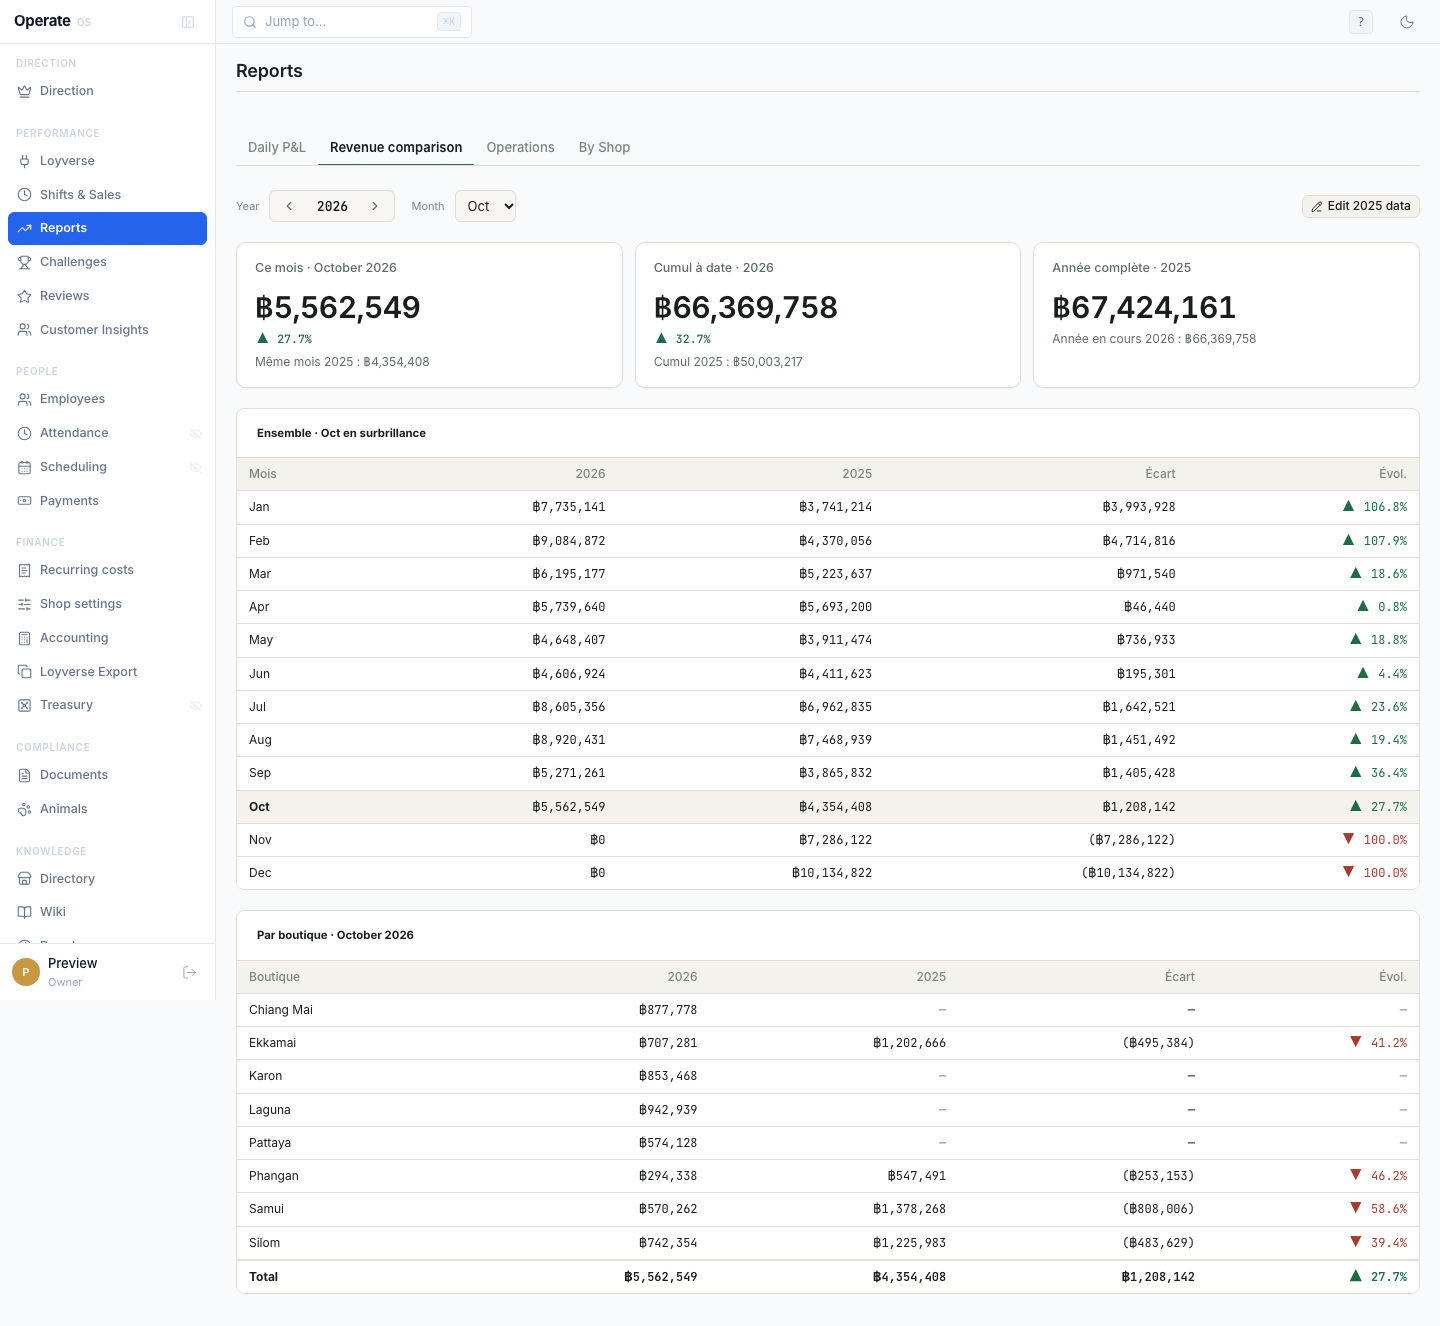 Operate OS
Jump to... ⌘K
?
DIRECTION
Direction
PERFORMANCE
Loyverse
Shifts & Sales
Reports
Challenges
Reviews
Customer Insights
PEOPLE
Employees
Attendance
Scheduling
Payments
FINANCE
Recurring costs
Shop settings
Accounting
Loyverse Export
Treasury
COMPLIANCE
Documents
Animals
KNOWLEDGE
Directory
Wiki
P
Preview
Owner
Reports
Daily P&L Revenue comparison Operations By Shop
Year 2026 Month Oct Edit 2025 data
Ce mois · October 2026
฿5,562,549
▲ 27.7%
Même mois 2025 : ฿4,354,408
Cumul à date · 2026
฿66,369,758
▲ 32.7%
Cumul 2025 : ฿50,003,217
Année complète · 2025
฿67,424,161
Année en cours 2026 : ฿66,369,758
Ensemble · Oct en surbrillance
Mois 2026 2025 Écart Évol.
Jan ฿7,735,141 ฿3,741,214 ฿3,993,928 ▲ 106.8%
Feb ฿9,084,872 ฿4,370,056 ฿4,714,816 ▲ 107.9%
Mar ฿6,195,177 ฿5,223,637 ฿971,540 ▲ 18.6%
Apr ฿5,739,640 ฿5,693,200 ฿46,440 ▲ 0.8%
May ฿4,648,407 ฿3,911,474 ฿736,933 ▲ 18.8%
Jun ฿4,606,924 ฿4,411,623 ฿195,301 ▲ 4.4%
Jul ฿8,605,356 ฿6,962,835 ฿1,642,521 ▲ 23.6%
Aug ฿8,920,431 ฿7,468,939 ฿1,451,492 ▲ 19.4%
Sep ฿5,271,261 ฿3,865,832 ฿1,405,428 ▲ 36.4%
Oct ฿5,562,549 ฿4,354,408 ฿1,208,142 ▲ 27.7%
Nov ฿0 ฿7,286,122 (฿7,286,122) ▼ 100.0%
Dec ฿0 ฿10,134,822 (฿10,134,822) ▼ 100.0%
Par boutique · October 2026
Boutique 2026 2025 Écart Évol.
Chiang Mai ฿877,778 — — —
Ekkamai ฿707,281 ฿1,202,666 (฿495,384) ▼ 41.2%
Karon ฿853,468 — — —
Laguna ฿942,939 — — —
Pattaya ฿574,128 — — —
Phangan ฿294,338 ฿547,491 (฿253,153) ▼ 46.2%
Samui ฿570,262 ฿1,378,268 (฿808,006) ▼ 58.6%
Silom ฿742,354 ฿1,225,983 (฿483,629) ▼ 39.4%
Total ฿5,562,549 ฿4,354,408 ฿1,208,142 ▲ 27.7%